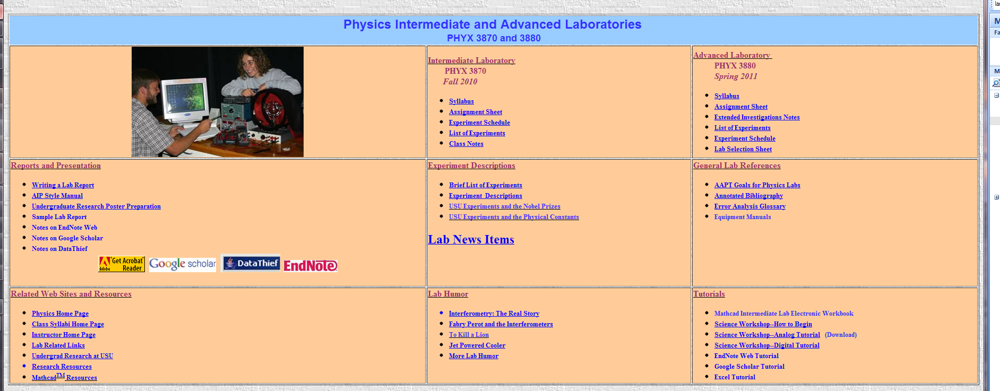 Physics Intermediate and Advanced Laboratories
PHYX 3870 and 3880
Intermediate Laboratory
PHYX 3870
Fall 2010
Syllabus
Assignment Sheet
Experiment Schedule
List of Experiments
Class Notes
Advanced Laboratory
PHYX 3880
Spring 2011
Syllabus
Assignment Sheet
Extended Investigations Notes
List of Experiments
Experiment Schedule
Lab Selection Sheet
Reports and Presentation
Writing a Lab Report
AIP Style Manual
Undergraduate Research Poster Preparation
Sample Lab Report
Notes on EndNote Web
Notes on Google Scholar
Notes on DataThief
Get Acrobat®
Reader
Adobe
Google scholar
DataThief
EndNote
Experiment Descriptions
Brief List of Experiments
Experiment Descriptions
USU Experiments and the Nobel Prizes
USU Experiments and the Physical Constants
Lab News Items
General Lab References
AAPT Goals for Physics Labs
Annotated Bibliography
Error Analysis Glossary
Equipment Manuals
Related Web Sites and Resources
Physics Home Page
Class Syllabi Home Page
Instructor Home Page
Lab Related Links
Undergrad Research at USU
Research Resources
Mathcad™ Resources
Lab Humor
Interferometry: The Real Story
Fabry Perot and the Interferometers
To Kill a Lion
Jet Powered Cooler
More Lab Humor
Tutorials
Mathcad Intermediate Lab Electronic Workbook
Science Workshop--How to Begin
Science Workshop--Analog Tutorial (Download)
Science Workshop--Digital Tutorial
EndNote Web Tutorial
Google Scholar Tutorial
Excel Tutorial